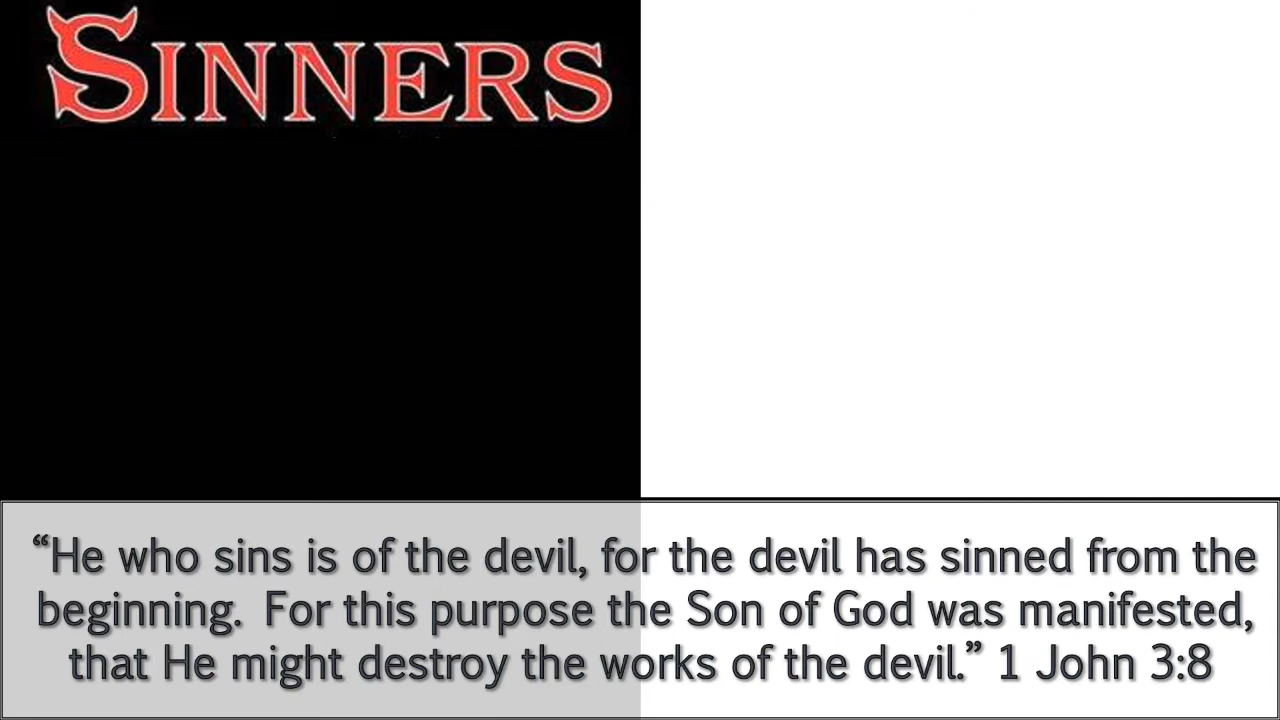 SINNERS
“He who sins is of the devil, for the devil has sinned from the
beginning.  For this purpose the Son of God was manifested,
that He might destroy the works of the devil.” 1 John 3:8